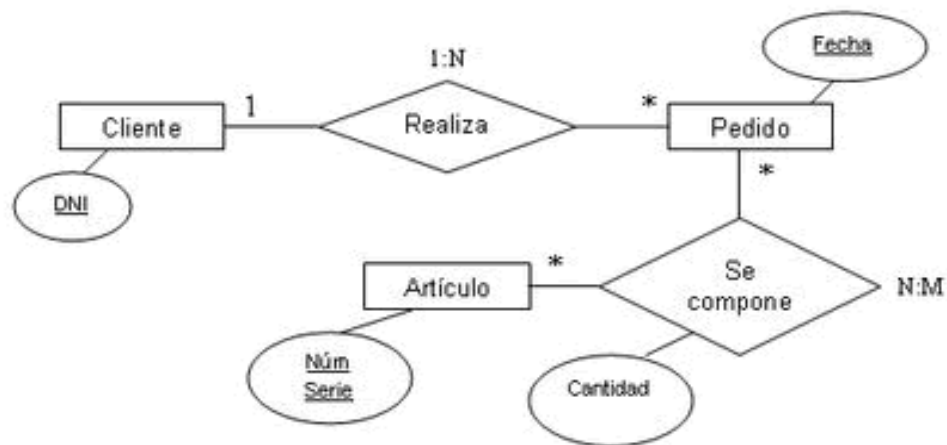 Fecha
1:N
1
*
Cliente
Realiza
Pedido
*
DNI
*
Artículo
Se
compone
N:M
Núm
Serie
Cantidad